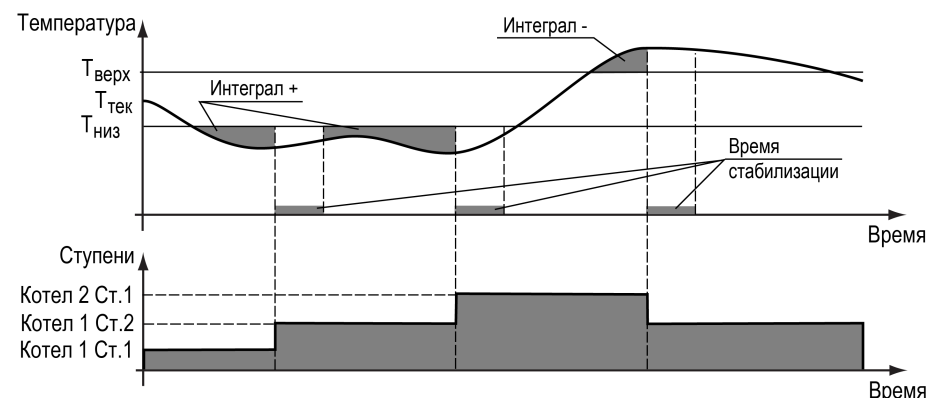 Температура
Интеграл -
Tверх
Интеграл +
Tтек
Tниз
Время
стабилизации
Время
Ступени
Котел 2 Ст.1
Котел 1 Ст.2
Котел 1 Ст.1
Время